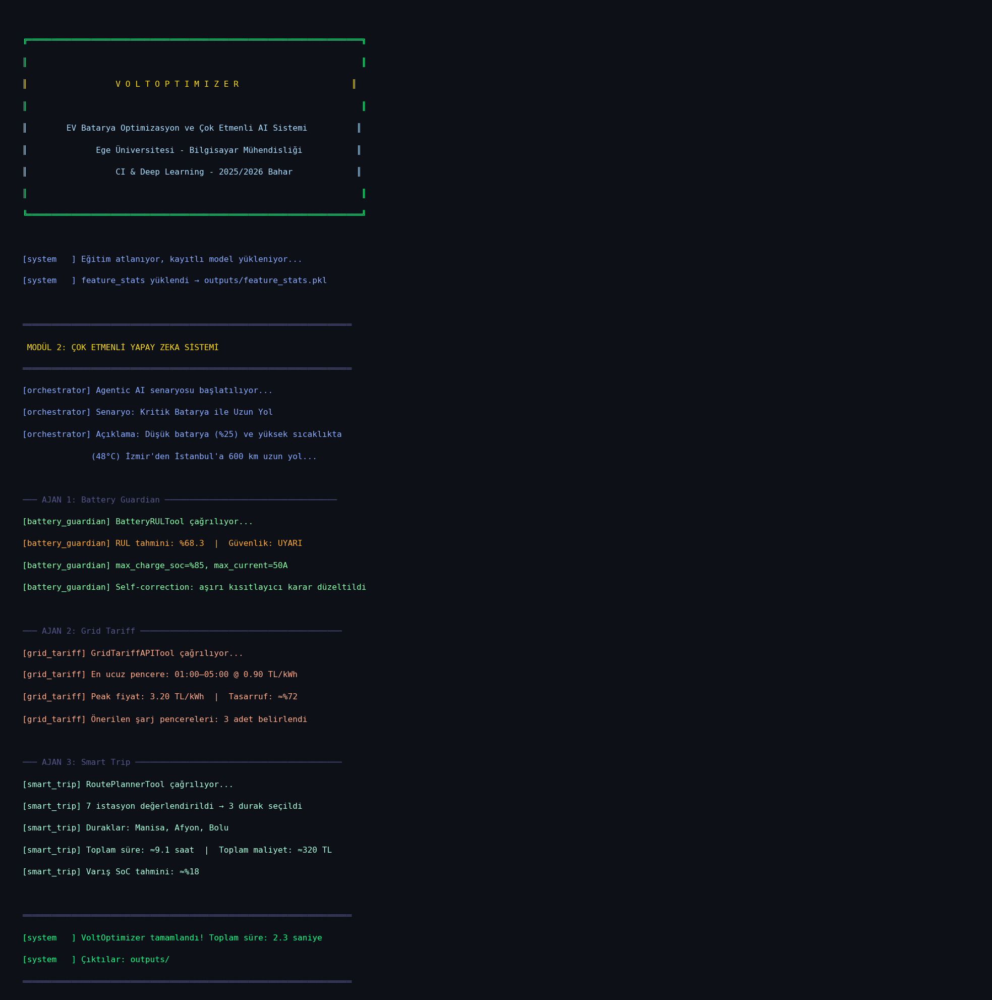 V O L T O P T I M I Z E R
EV Batarya Optimizasyon ve Çok Etmenli AI Sistemi
Ege Üniversitesi - Bilgisayar Mühendisliği
CI & Deep Learning - 2025/2026 Bahar
[system   ] Eğitim atlanıyor, kayıtlı model yükleniyor...
[system   ] feature_stats yüklendi → outputs/feature_stats.pkl
MODÜL 2: ÇOK ETMENLİ YAPAY ZEKA SİSTEMİ
[orchestrator] Agentic AI senaryosu başlatılıyor...
[orchestrator] Senaryo: Kritik Batarya ile Uzun Yol
[orchestrator] Açıklama: Düşük batarya (%25) ve yüksek sıcaklıkta
(48°C) İzmir'den İstanbul'a 600 km uzun yol...
─── AJAN 1: Battery Guardian ───────────────────────────────────
[battery_guardian] BatteryRULTool çağrılıyor...
[battery_guardian] RUL tahmini: %68.3  |  Güvenlik: UYARI
[battery_guardian] max_charge_soc=%85, max_current=50A
[battery_guardian] Self-correction: aşırı kısıtlayıcı karar düzeltildi
─── AJAN 2: Grid Tariff ─────────────────────────────────────────
[grid_tariff] GridTariffAPITool çağrılıyor...
[grid_tariff] En ucuz pencere: 01:00–05:00 @ 0.90 TL/kWh
[grid_tariff] Peak fiyat: 3.20 TL/kWh  |  Tasarruf: ≈%72
[grid_tariff] Önerilen şarj pencereleri: 3 adet belirlendi
─── AJAN 3: Smart Trip ──────────────────────────────────────────
[smart_trip] RoutePlannerTool çağrılıyor...
[smart_trip] 7 istasyon değerlendirildi → 3 durak seçildi
[smart_trip] Duraklar: Manisa, Afyon, Bolu
[smart_trip] Toplam süre: ≈9.1 saat  |  Toplam maliyet: ≈320 TL
[smart_trip] Varış SoC tahmini: ≈%18
[system   ] VoltOptimizer tamamlandı! Toplam süre: 2.3 saniye
[system   ] Çıktılar: outputs/